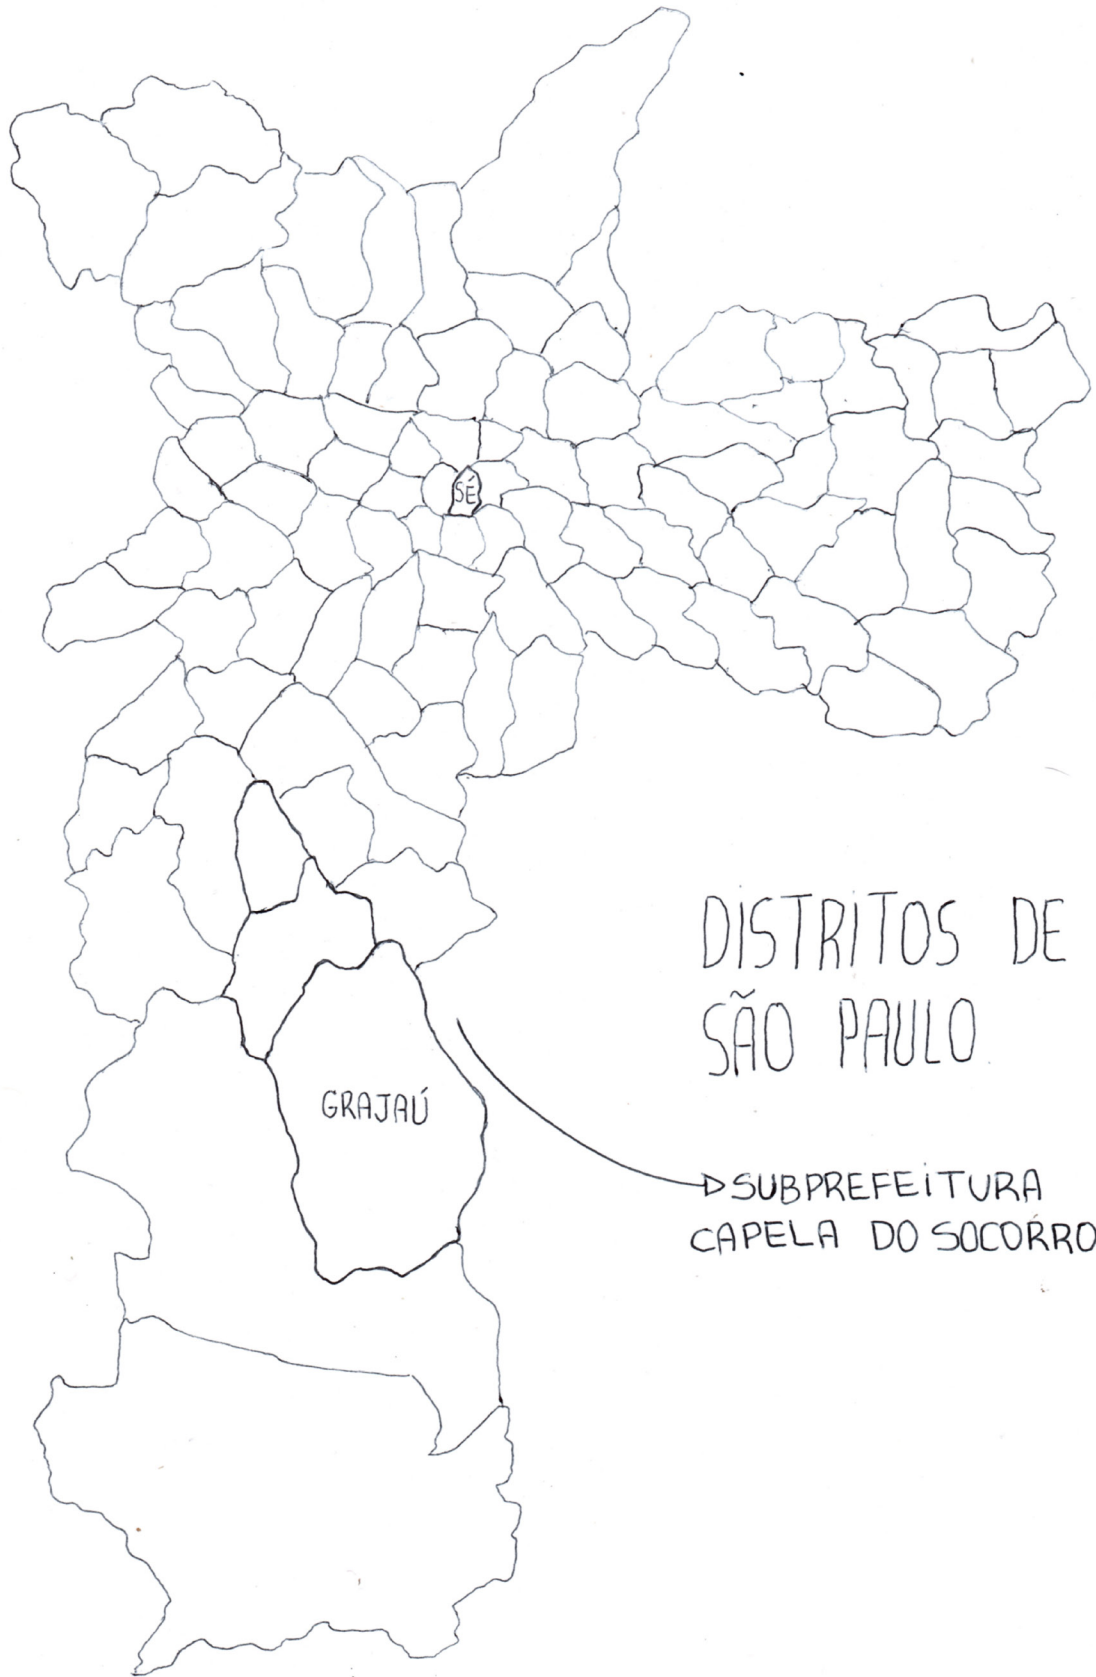 SÉ
DISTRITOS DE
SÃO PAULO
GRAJAÚ
SUBPREFEITURA
CAPELA DO SOCORRO